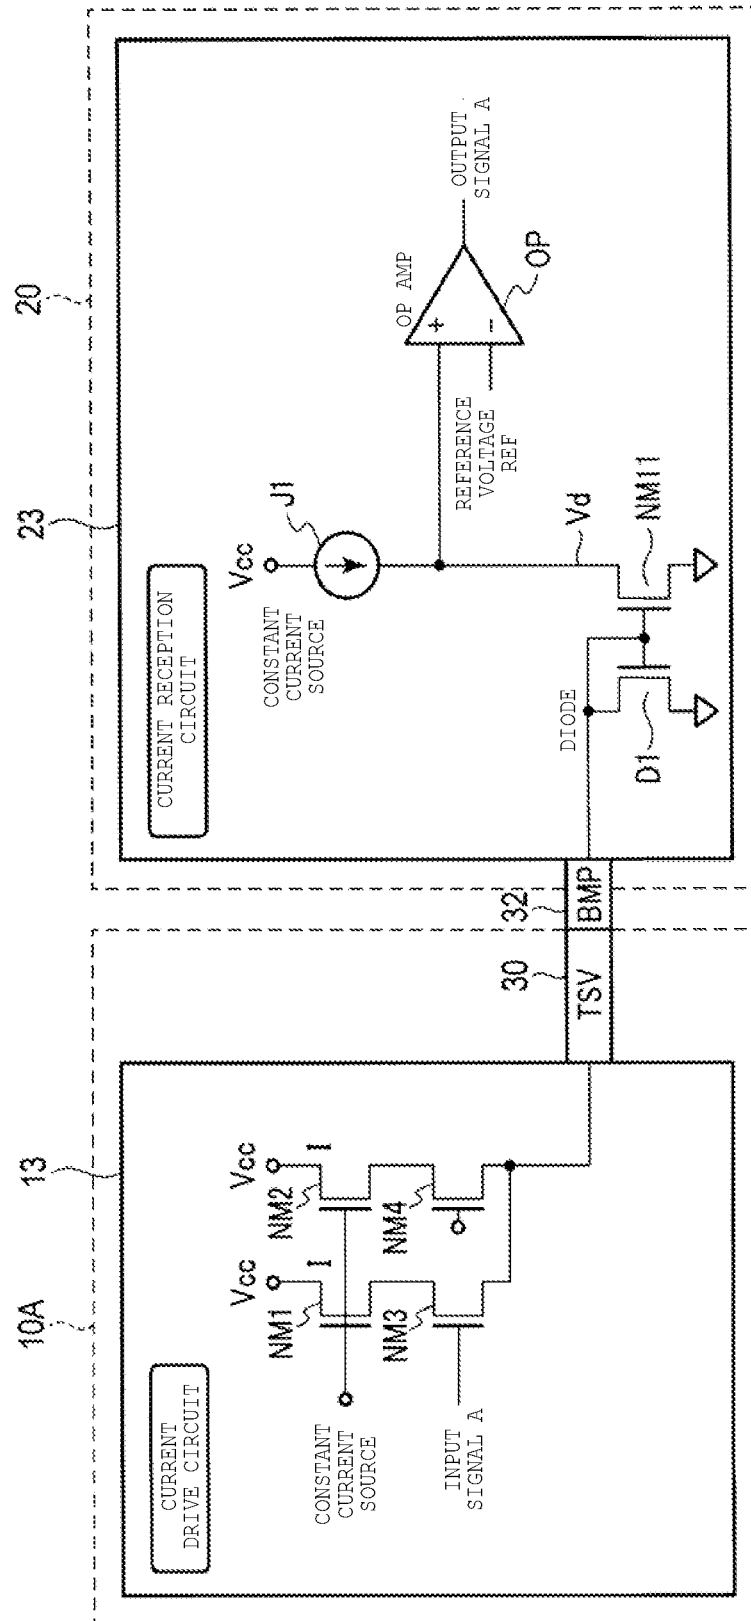 10A
13
CURRENT
DRIVE CIRCUIT
Vcc
Vcc
I
I
NM1
NM2
CONSTANT
CURRENT
SOURCE
NM3
NM4
INPUT
SIGNAL A
30
TSV
32
BMP
20
23
CURRENT RECEPTION
CIRCUIT
Vcc
J1
CONSTANT
CURRENT
SOURCE
OP AMP
+
−
OP
OUTPUT
SIGNAL A
REFERENCE
VOLTAGE
REF
DIODE
Vd
D1
NM11